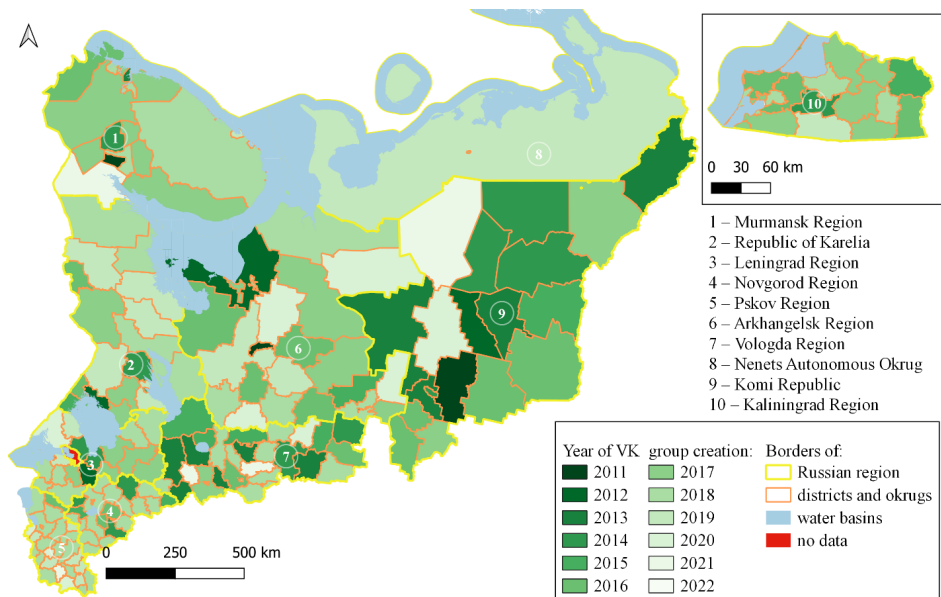 1
8
10
0 30 60 km
1 – Murmansk Region
2 – Republic of Karelia
3 – Leningrad Region
4 – Novgorod Region
5 – Pskov Region
6 – Arkhangelsk Region
7 – Vologda Region
8 – Nenets Autonomous Okrug
9 – Komi Republic
10 – Kaliningrad Region
9
6
2
7
3
4
5
0 250 500 km
Year of VK group creation:
2011
2012
2013
2014
2015
2016
2017
2018
2019
2020
2021
2022
Borders of:
Russian region
districts and okrugs
water basins
no data